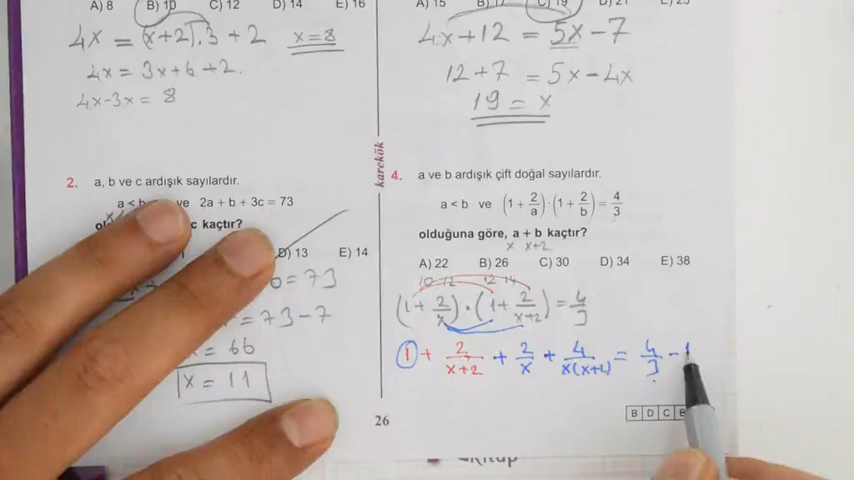 A) 8 B) 10 C) 12 D) 14 E) 16
4x = (x+2).3 + 2 x=8
4x = 3x+6+2.
4x-3x = 8
2. a, b ve c ardışık sayılardır.
ve 2a + b + 3c = 73
c kaçtır?
D) 13 E) 14
= 73
= 73-7
= 66
x = 11
A) 15 B) 17 C) 19 D) 21 E) 23
4x+12 = 5x-7
12+7 = 5x-4x
19 = x
karekök
4. a ve b ardışık çift doğal sayılardır.
a < b ve (1 + 2/a)·(1 + 2/b) = 4/3
olduğuna göre, a + b kaçtır?
x x+2
A) 22 B) 26 C) 30 D) 34 E) 38
10 12 12 14
(1 + 2/x)·(1 + 2/x+2) = 4/3
1 + 2/x+2 + 2/x + 4/x(x+2) = 4/3 -1
26
B D C